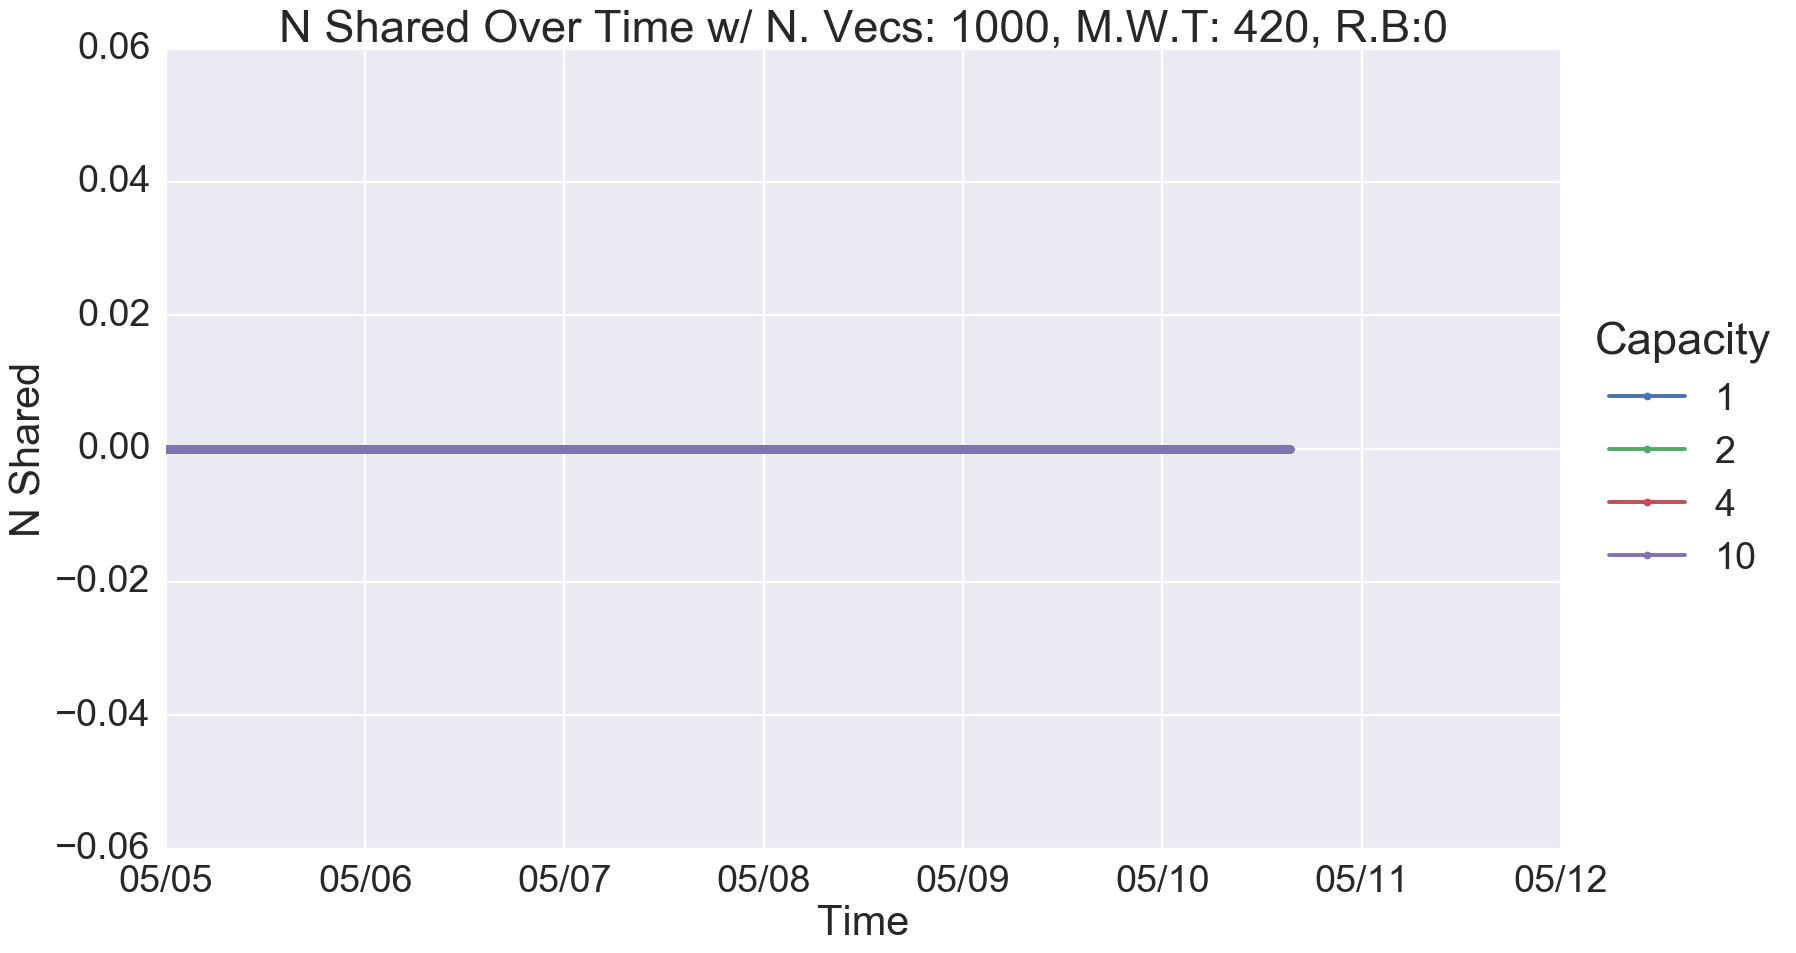 N Shared Over Time w/ N. Vecs: 1000, M.W.T: 420, R.B:0
0.06
0.04
0.02
0.00
−0.02
−0.04
−0.06
N Shared
05/05 05/06 05/07 05/08 05/09 05/10 05/11 05/12
Time
Capacity
1
2
4
10